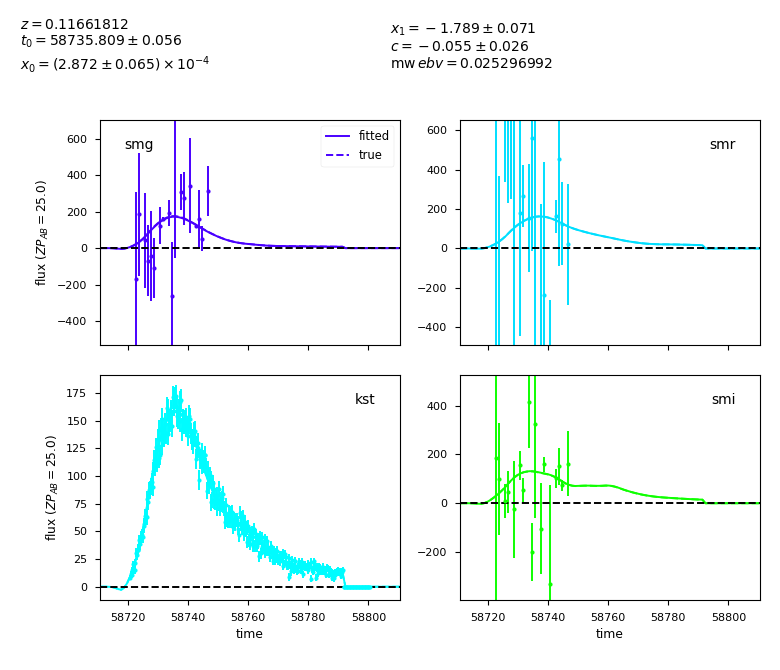 z = 0.11661812
t₀ = 58735.809 ± 0.056
x₀ = (2.872 ± 0.065) × 10⁻⁴
x₁ = −1.789 ± 0.071
c = −0.055 ± 0.026
mw ebv = 0.025296992
smg
fitted
true
600
400
200
0
−200
−400
flux (ZP_AB = 25.0)
smr
600
400
200
0
−200
−400
kst
175
150
125
100
75
50
25
0
flux (ZP_AB = 25.0)
58720 58740 58760 58780 58800
time
smi
400
200
0
−200
58720 58740 58760 58780 58800
time